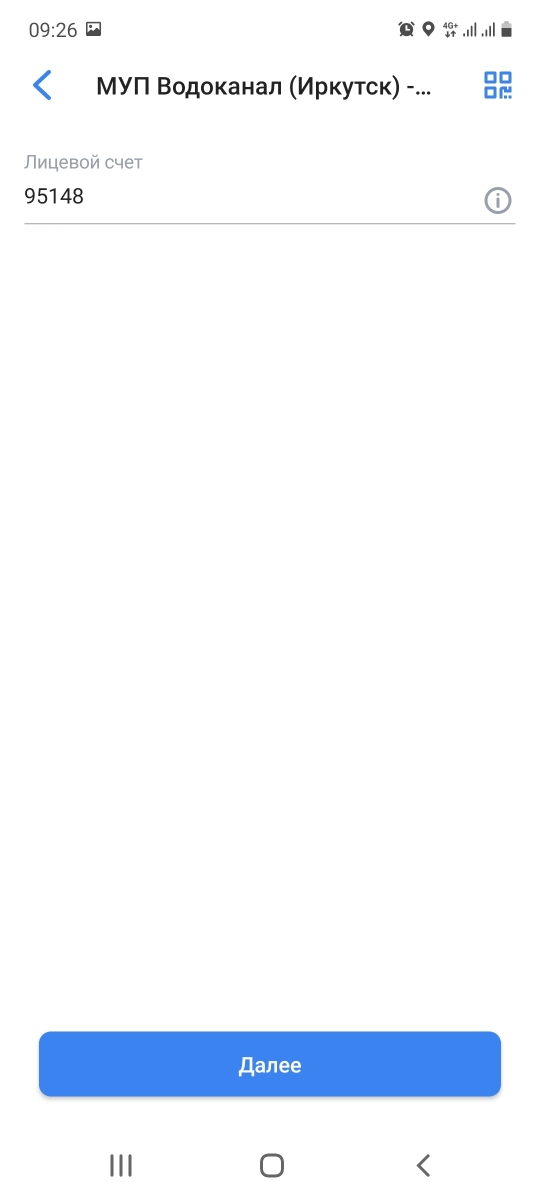 09:26
4G+
МУП Водоканал (Иркутск) -...
Лицевой счет
95148
Далее